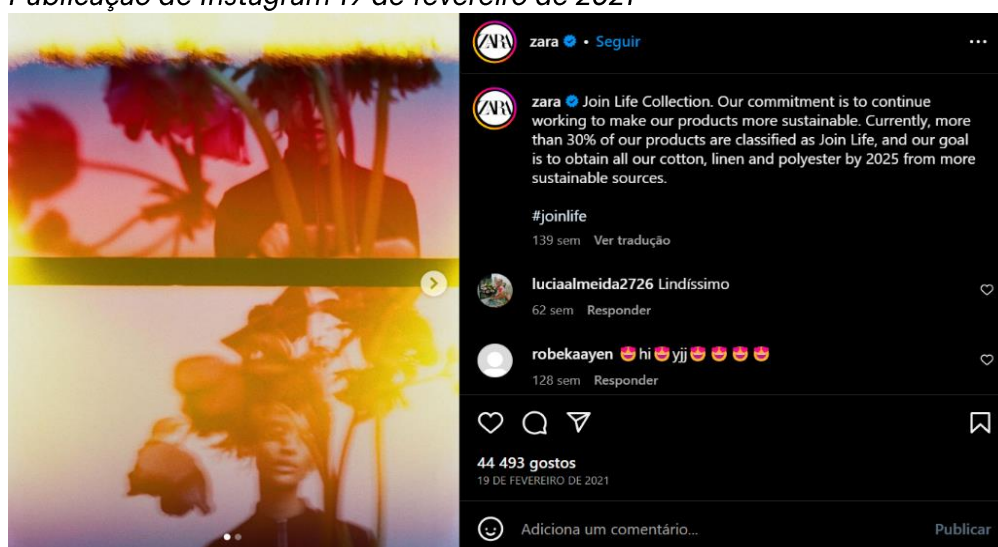 Publicação de Instagram 19 de fevereiro de 2021
ZARA
zara • Seguir
ZARA
zara Join Life Collection. Our commitment is to continue
working to make our products more sustainable. Currently, more
than 30% of our products are classified as Join Life, and our goal
is to obtain all our cotton, linen and polyester by 2025 from more
sustainable sources.
#joinlife
139 sem Ver tradução
luciaalmeida2726 Lindíssimo
62 sem Responder
robekaayen 🤩hi🤩yjj🤩🤩🤩🤩
128 sem Responder
44 493 gostos
19 DE FEVEREIRO DE 2021
Adiciona um comentário...
Publicar